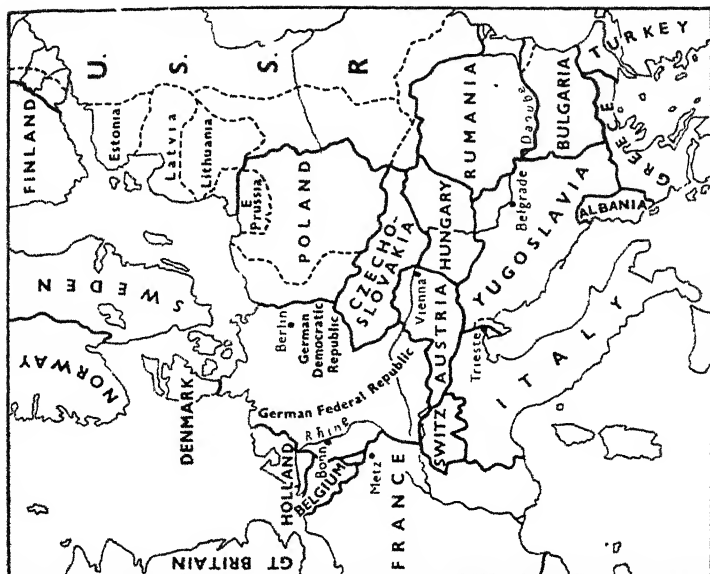 NORWAY
SWEDEN
FINLAND
U. S. S. R
Estonia
Latvia
Lithuania
DENMARK
E
Prussia
GT BRITAIN
HOLLAND
BELGIUM
Bonn
Rhine
German Federal Republic
Berlin
German
Democratic
Republic
POLAND
Metz
FRANCE
CZECHO-
SLOVAKIA
SWITZ
AUSTRIA
Vienna
HUNGARY
RUMANIA
Trieste
ITALY
YUGOSLAVIA
Belgrade
Danube
BULGARIA
ALBANIA
GREECE
TURKEY